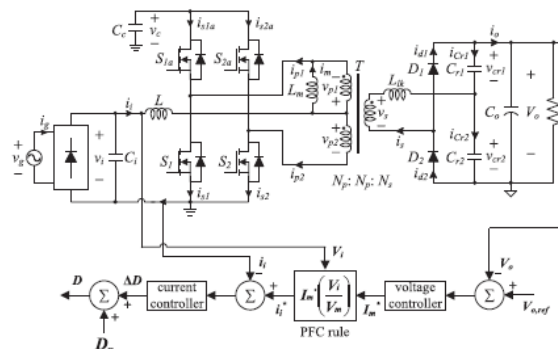 C_c
+
v_c
−
i_s1a
i_s2a
S_1a
S_2a
i_p1
i_m
L_m
+
v_p1
−
T
L_lk
i_d1
D_1
i_Cr1
C_r1
+
v_cr1
−
i_o
+
C_o
V_o
−
i_g
+
v_g
−
i_i
+
v_i
−
C_i
L
S_1
S_2
i_s1
i_s2
+
v_p2
−
i_p2
+
v_s
−
i_s
D_2
i_d2
i_Cr2
C_r2
+
v_cr2
−
N_p: N_p: N_s
D
ΔD
Σ
+
+
current
controller
i_i
−
Σ
+
i_i*
V_i
I_m*(V_i/V_m)
PFC rule
I_m*
voltage
controller
V_o
−
Σ
+
V_o,ref